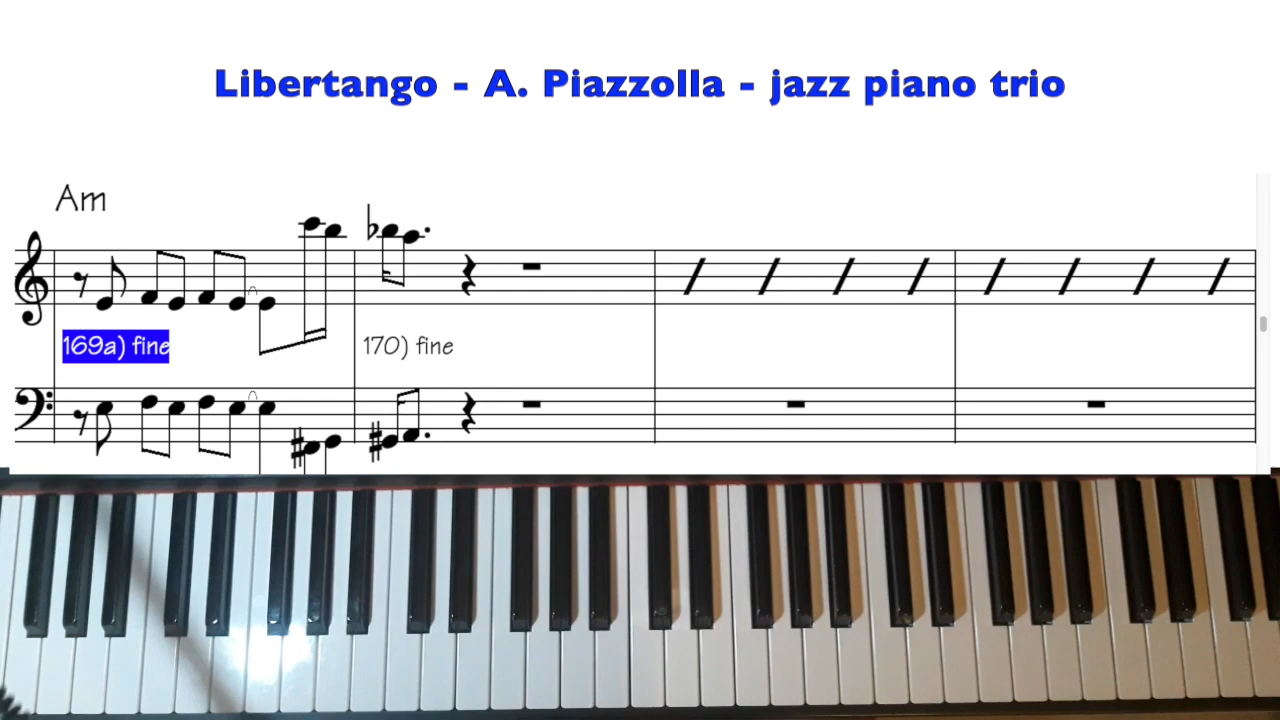 Libertango - A. Piazzolla - jazz piano trio
Am
169a) fine
170) fine